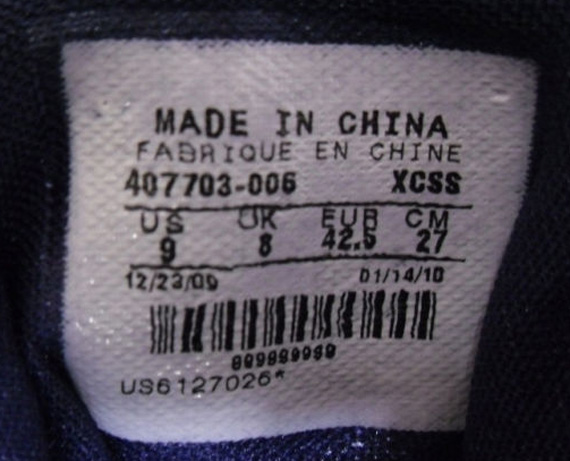 MADE IN CHINA
FABRIQUE EN CHINE
407703-006 XCSS
US UK EUR CM
9 8 42.5 27
12/23/09 01/14/10
999999999
US6127026*